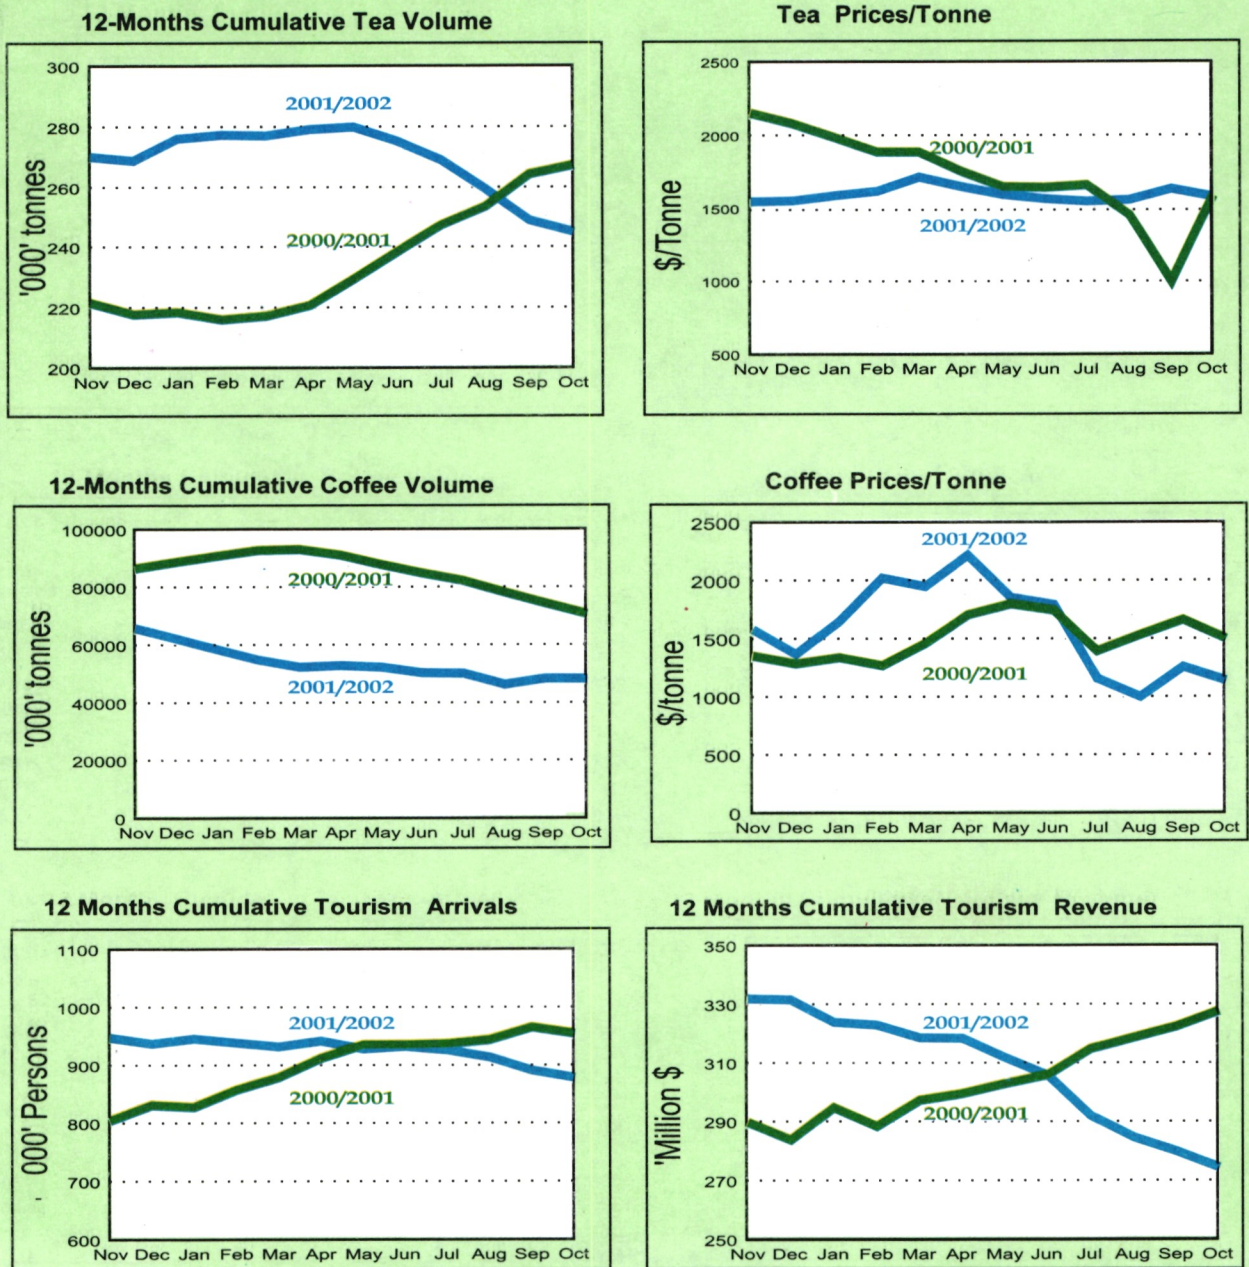 12-Months Cumulative Tea Volume
300
280
260
240
220
200
'000' tonnes
2001/2002
2000/2001
Nov Dec Jan Feb Mar Apr May Jun Jul Aug Sep Oct
Tea Prices/Tonne
2500
2000
1500
1000
500
$/Tonne
2000/2001
2001/2002
Nov Dec Jan Feb Mar Apr May Jun Jul Aug Sep Oct
12-Months Cumulative Coffee Volume
100000
80000
60000
40000
20000
0
'000' tonnes
2000/2001
2001/2002
Nov Dec Jan Feb Mar Apr May Jun Jul Aug Sep Oct
Coffee Prices/Tonne
2500
2000
1500
1000
500
0
$/tonne
2001/2002
2000/2001
Nov Dec Jan Feb Mar Apr May Jun Jul Aug Sep Oct
12 Months Cumulative Tourism Arrivals
1100
1000
900
800
700
600
000' Persons
2001/2002
2000/2001
Nov Dec Jan Feb Mar Apr May Jun Jul Aug Sep Oct
12 Months Cumulative Tourism Revenue
350
330
310
290
270
250
'Million $
2001/2002
2000/2001
Nov Dec Jan Feb Mar Apr May Jun Jul Aug Sep Oct